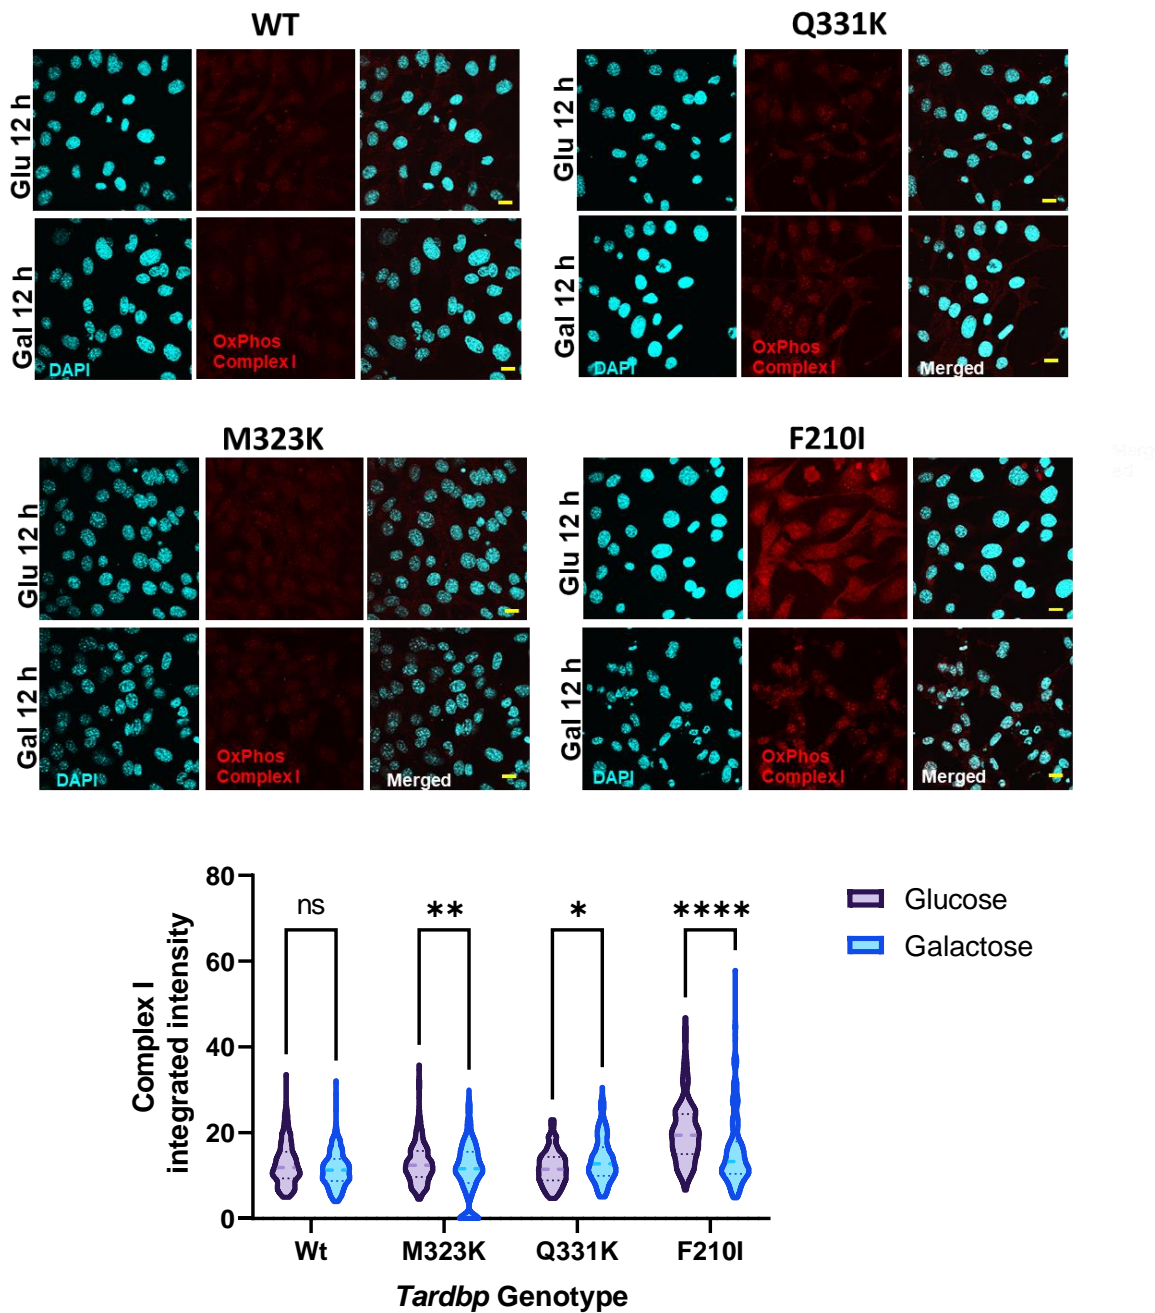 WT
Glu 12 h
Gal 12 h
DAPI
OxPhos
Complex I
Q331K
Glu 12 h
Gal 12 h
DAPI
OxPhos
Complex I
Merged
M323K
Glu 12 h
Gal 12 h
DAPI
OxPhos
Complex I
Merged
F210I
Glu 12 h
Gal 12 h
DAPI
OxPhos
Complex I
Merged
Merg
ed
Complex I
integrated intensity
80
60
40
20
0
ns
**
*
****
Wt
M323K
Q331K
F210I
Tardbp Genotype
Glucose
Galactose